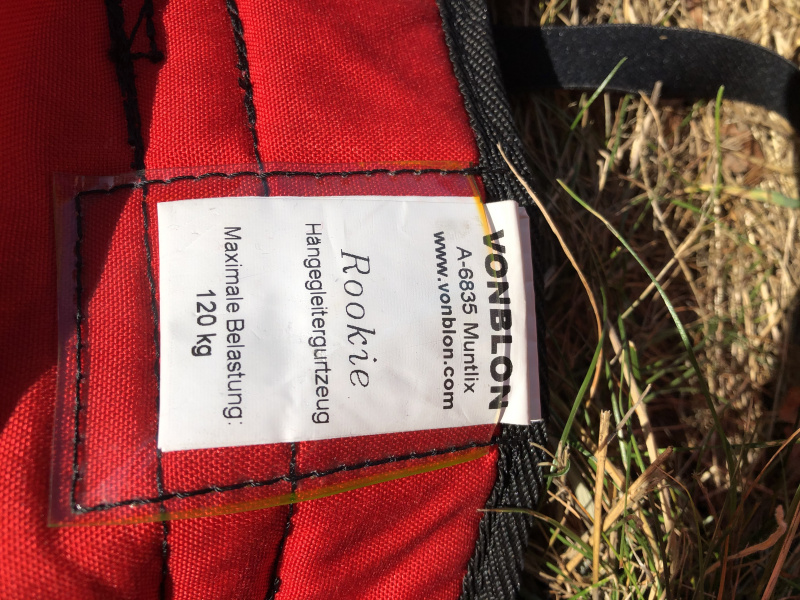 VONBLON
A-6835 Muntlix
www.vonblon.com
Rookie
Hängegleitergurtzeug
Maximale Belastung:
120 kg